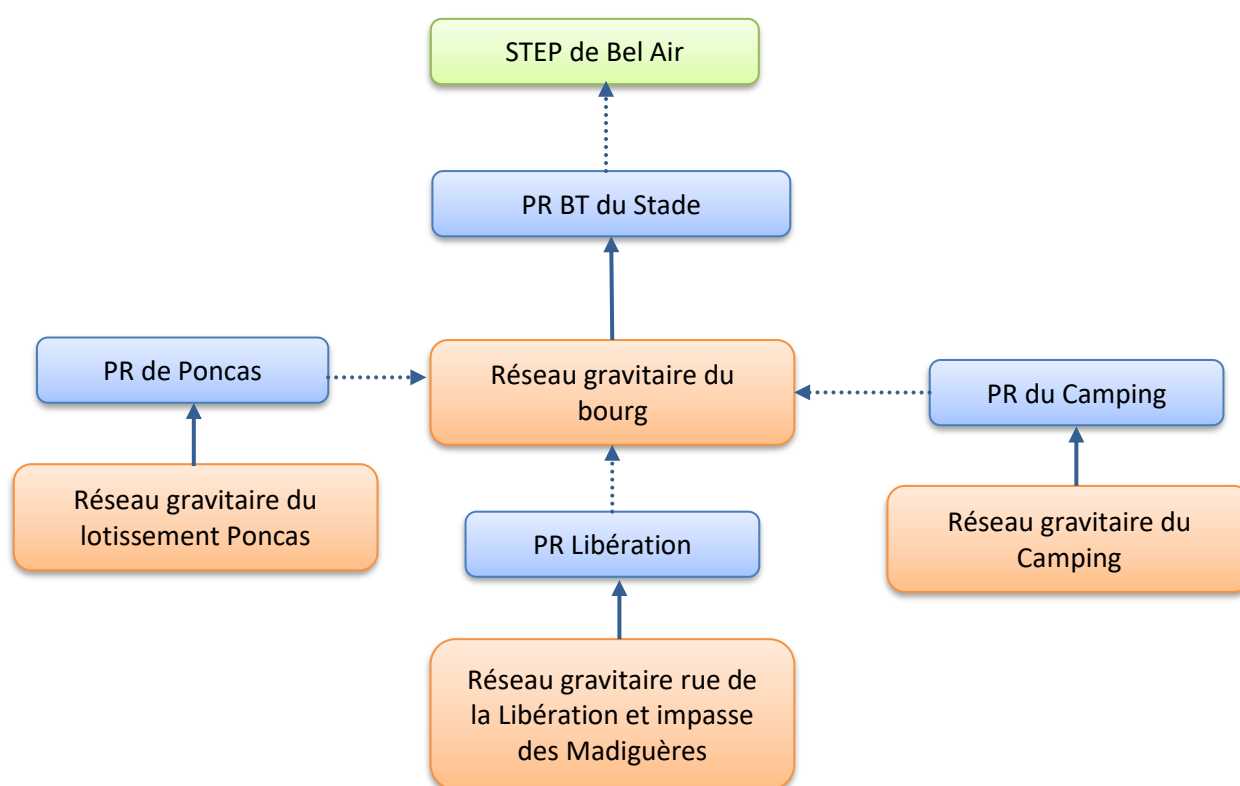 STEP de Bel Air
PR BT du Stade
PR de Poncas
Réseau gravitaire du
bourg
PR du Camping
Réseau gravitaire du
lotissement Poncas
PR Libération
Réseau gravitaire du
Camping
Réseau gravitaire rue de
la Libération et impasse
des Madiguères